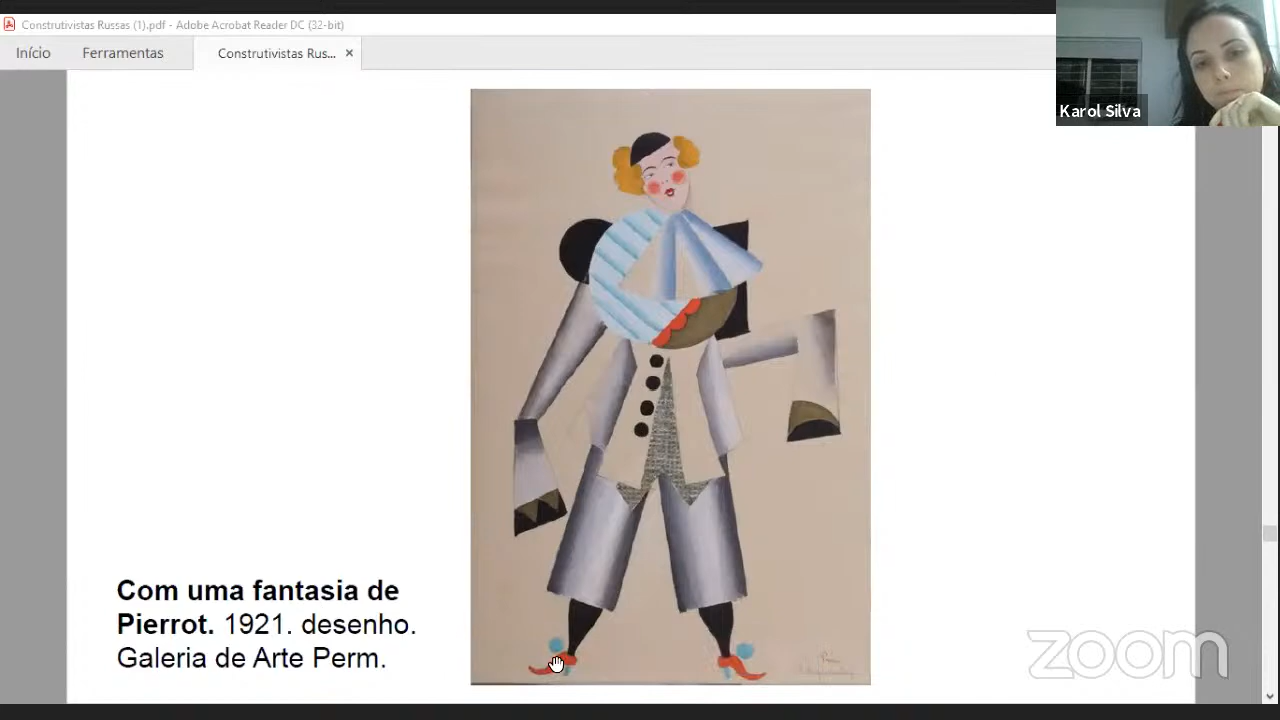 Construtivistas Russas (1).pdf - Adobe Acrobat Reader DC (32-bit)
Início
Ferramentas
Construtivistas Rus... ×
Karol Silva
Com uma fantasia de
Pierrot. 1921. desenho.
Galeria de Arte Perm.
zoom